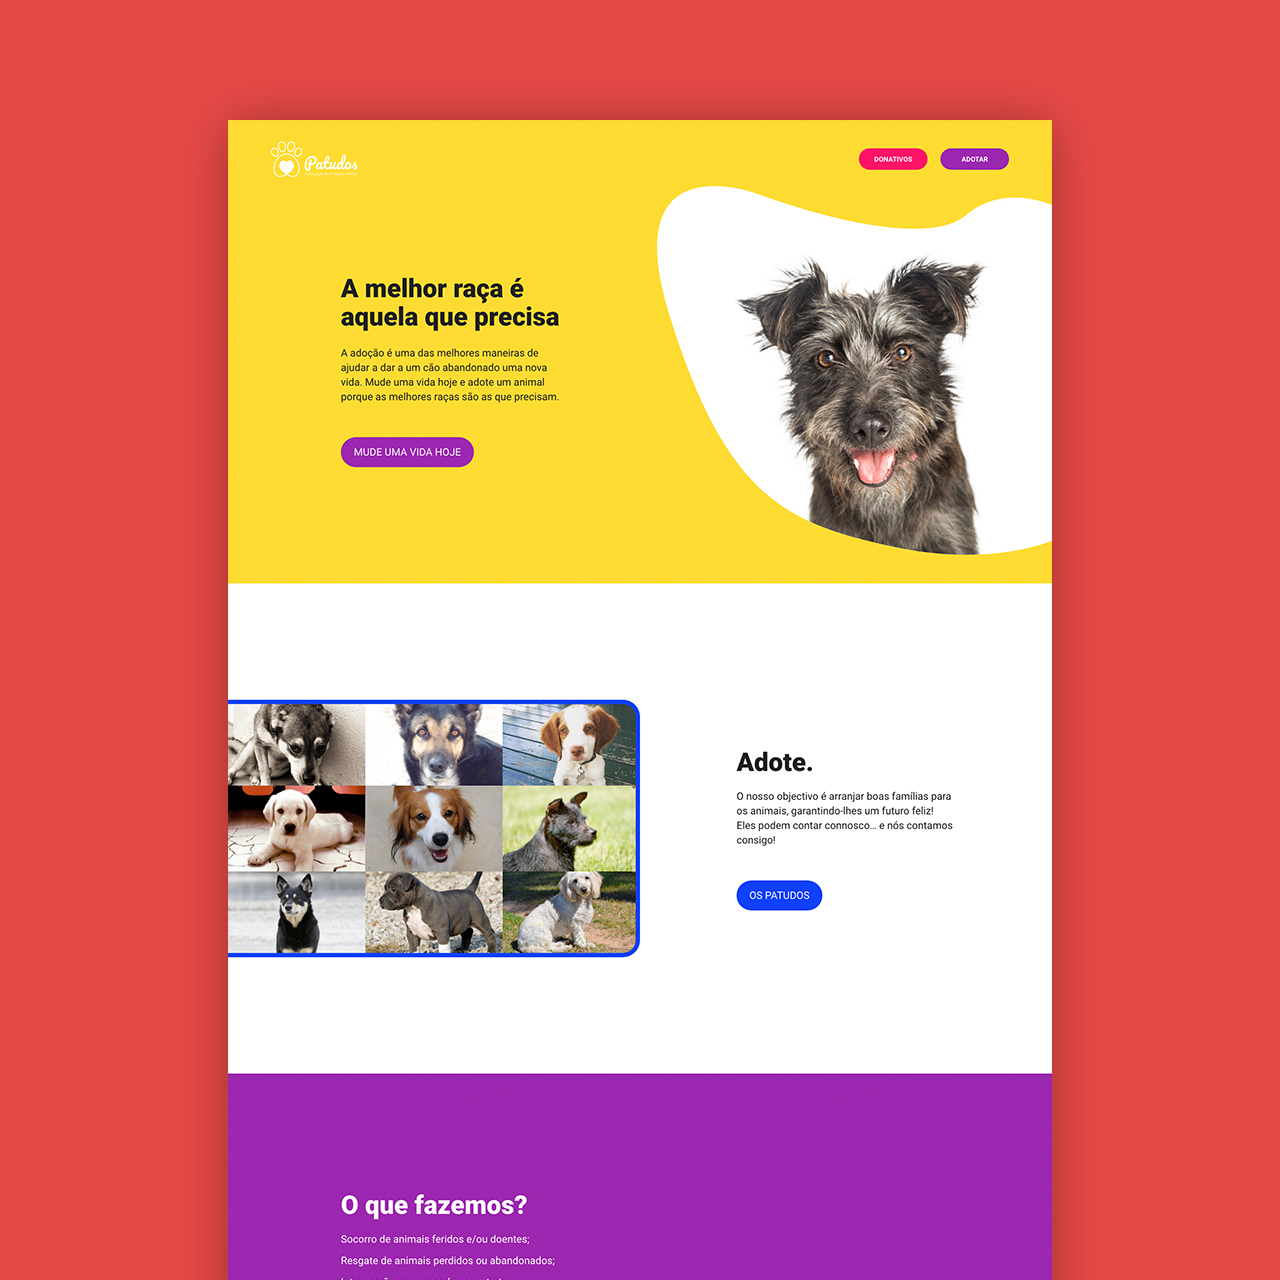 Patudos
DONATIVOS
ADOTAR
A melhor raça é
aquela que precisa
A adoção é uma das melhores maneiras de
ajudar a dar a um cão abandonado uma nova
vida. Mude uma vida hoje e adote um animal
porque as melhores raças são as que precisam.
MUDE UMA VIDA HOJE
Adote.
O nosso objectivo é arranjar boas famílias para
os animais, garantindo-lhes um futuro feliz!
Eles podem contar connosco... e nós contamos
consigo!
OS PATUDOS
O que fazemos?
Socorro de animais feridos e/ou doentes;
Resgate de animais perdidos ou abandonados;